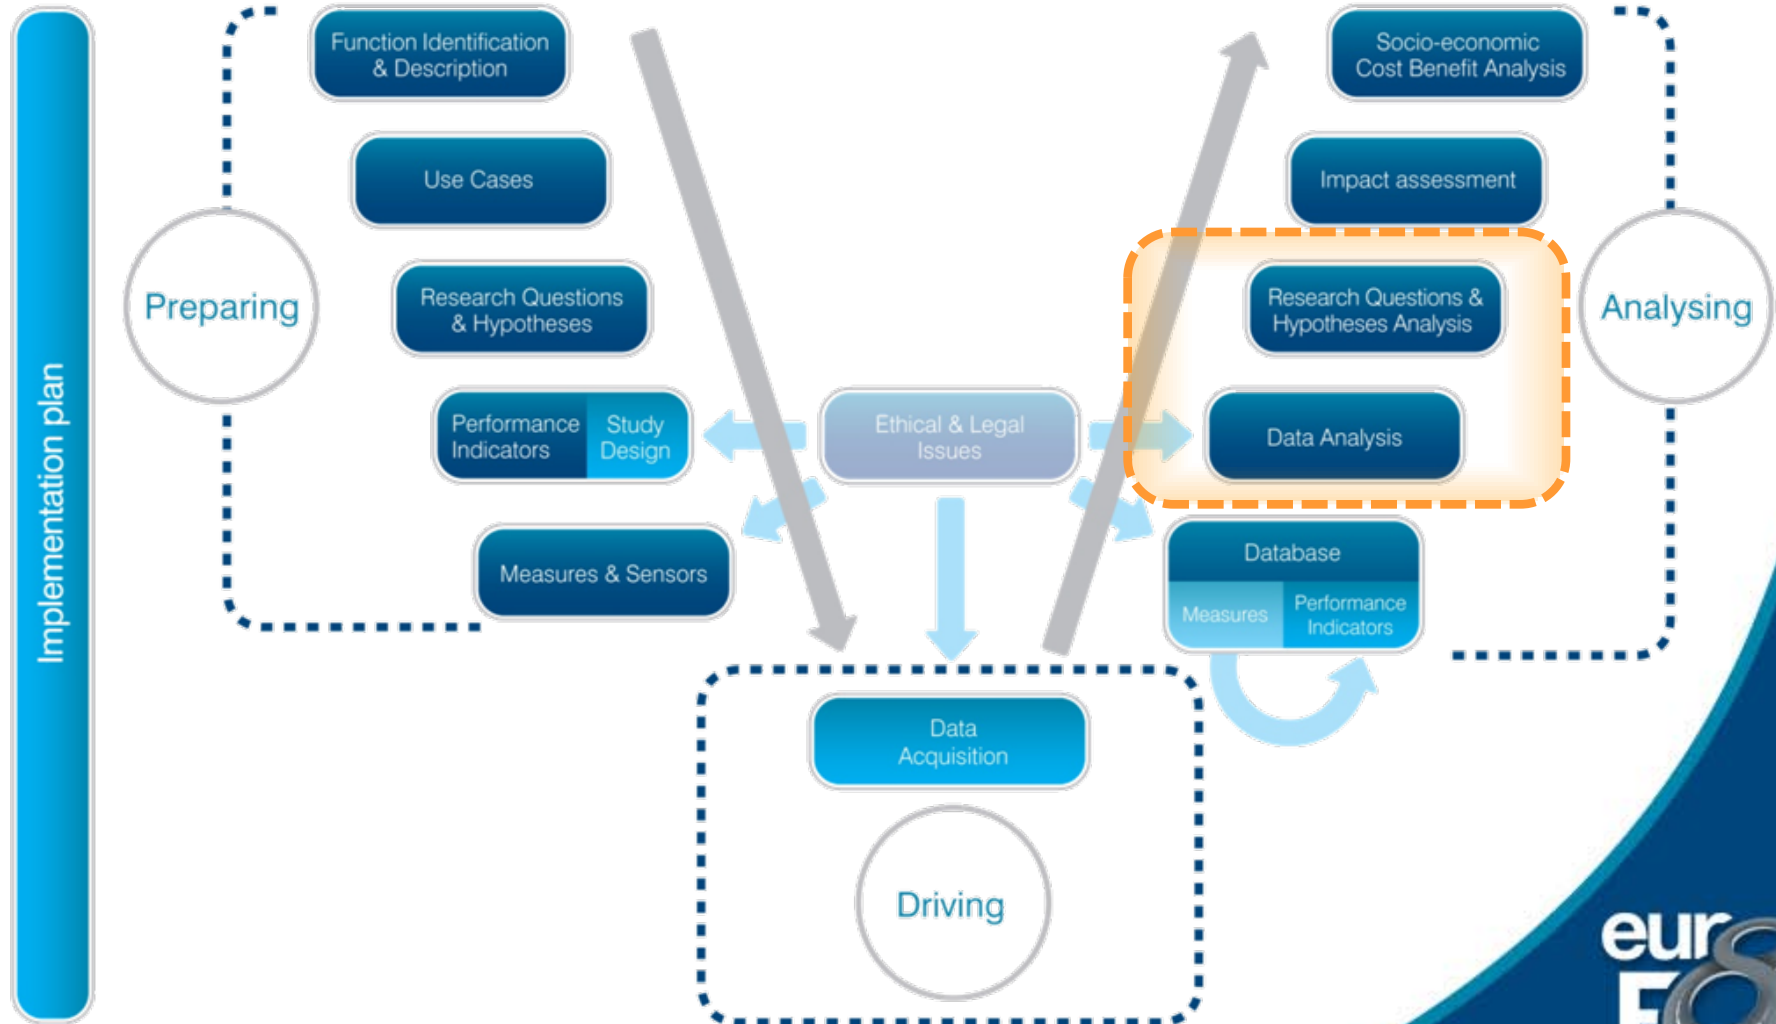 Implementation plan
Preparing
Function Identification
& Description
Use Cases
Research Questions
& Hypotheses
Performance
Indicators
Study
Design
Measures & Sensors
Ethical & Legal
Issues
Data
Acquisition
Driving
Socio-economic
Cost Benefit Analysis
Impact assessment
Research Questions &
Hypotheses Analysis
Data Analysis
Database
Measures
Performance
Indicators
Analysing